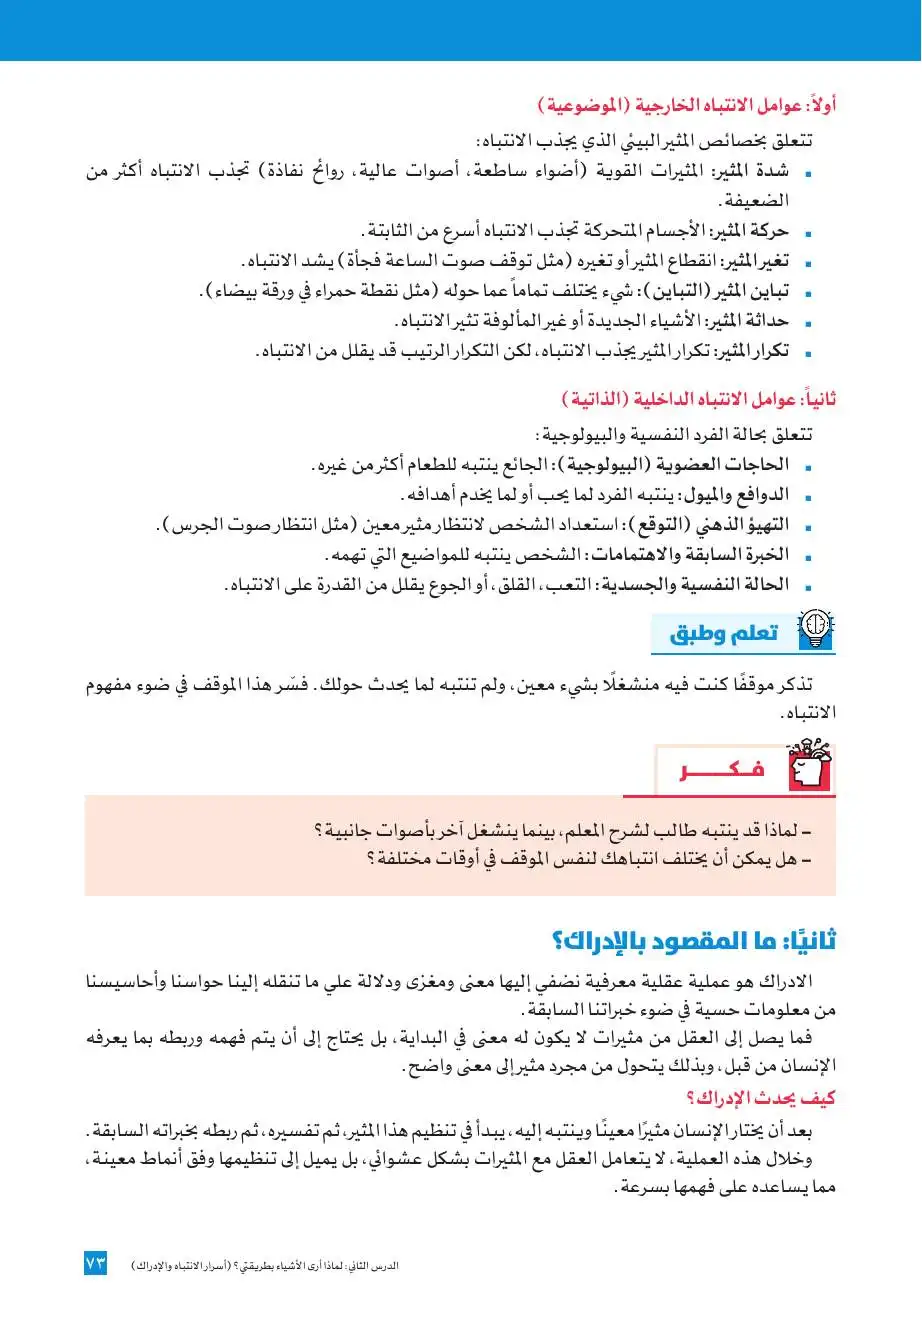 أولاً: عوامل الانتباه الخارجية (الموضوعية)
تتعلق بخصائص المثير البيئي الذي يجذب الانتباه:
▪ شدة المثير: المثيرات القوية (أضواء ساطعة، أصوات عالية، روائح نفاذة) تجذب الانتباه أكثر من
الضعيفة.
▪ حركة المثير: الأجسام المتحركة تجذب الانتباه أسرع من الثابتة.
▪ تغير المثير: انقطاع المثير أو تغيره (مثل توقف صوت الساعة فجأة) يشد الانتباه.
▪ تباين المثير (التباين): شيء يختلف تماماً عما حوله (مثل نقطة حمراء في ورقة بيضاء).
▪ حداثة المثير: الأشياء الجديدة أو غير المألوفة تثير الانتباه.
▪ تكرار المثير: تكرار المثير يجذب الانتباه، لكن التكرار الرتيب قد يقلل من الانتباه.
ثانياً: عوامل الانتباه الداخلية (الذاتية)
تتعلق بحالة الفرد النفسية والبيولوجية:
▪ الحاجات العضوية (البيولوجية): الجائع ينتبه للطعام أكثر من غيره.
▪ الدوافع والميول: ينتبه الفرد لما يحب أو لما يخدم أهدافه.
▪ التهيؤ الذهني (التوقع): استعداد الشخص لانتظار مثير معين (مثل انتظار صوت الجرس).
▪ الخبرة السابقة والاهتمامات: الشخص ينتبه للمواضيع التي تهمه.
▪ الحالة النفسية والجسدية: التعب، القلق، أو الجوع يقلل من القدرة على الانتباه.
تعلم وطبق
تذكر موقفًا كنت فيه منشغلًا بشيء معين، ولم تنتبه لما يحدث حولك. فسّر هذا الموقف في ضوء مفهوم
الانتباه.
فـكـــــر
– لماذا قد ينتبه طالب لشرح المعلم، بينما ينشغل آخر بأصوات جانبية؟
– هل يمكن أن يختلف انتباهك لنفس الموقف في أوقات مختلفة؟
ثانيًا: ما المقصود بالإدراك؟
الادراك هو عملية عقلية معرفية نضفي إليها معنى ومغزى ودلالة علي ما تنقله إلينا حواسنا وأحاسيسنا
من معلومات حسية في ضوء خبراتنا السابقة.
فما يصل إلى العقل من مثيرات لا يكون له معنى في البداية، بل يحتاج إلى أن يتم فهمه وربطه بما يعرفه
الإنسان من قبل، وبذلك يتحول من مجرد مثير إلى معنى واضح.
كيف يحدث الإدراك؟
بعد أن يختار الإنسان مثيرًا معينًا وينتبه إليه، يبدأ في تنظيم هذا المثير، ثم تفسيره، ثم ربطه بخبراته السابقة.
وخلال هذه العملية، لا يتعامل العقل مع المثيرات بشكل عشوائي، بل يميل إلى تنظيمها وفق أنماط معينة،
مما يساعده على فهمها بسرعة.
الدرس الثاني: لماذا أرى الأشياء بطريقتي؟ (أسرار الانتباه والإدراك) ٧٣